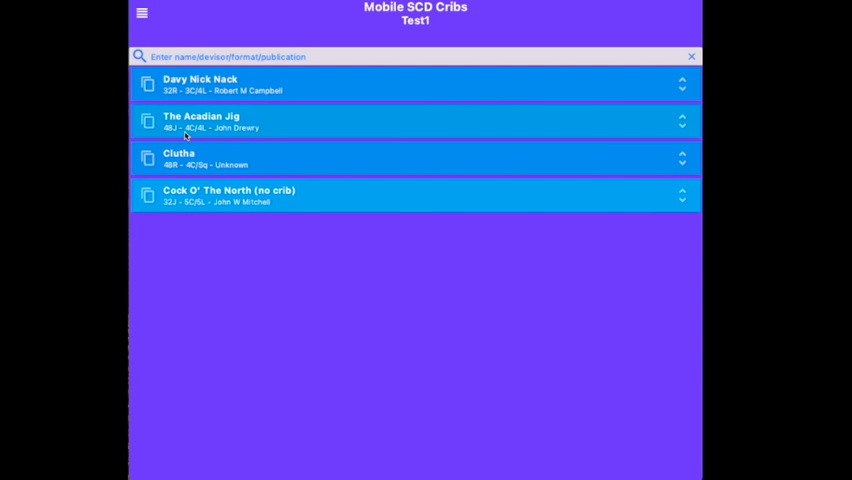 Mobile SCD Cribs
Test1
Enter name/devisor/format/publication
Davy Nick Nack
32R - 3C/4L - Robert M Campbell
The Acadian Jig
48J - 4C/4L - John Drewry
Clutha
48R - 4C/Sq - Unknown
Cock O' The North (no crib)
32J - 5C/5L - John W Mitchell